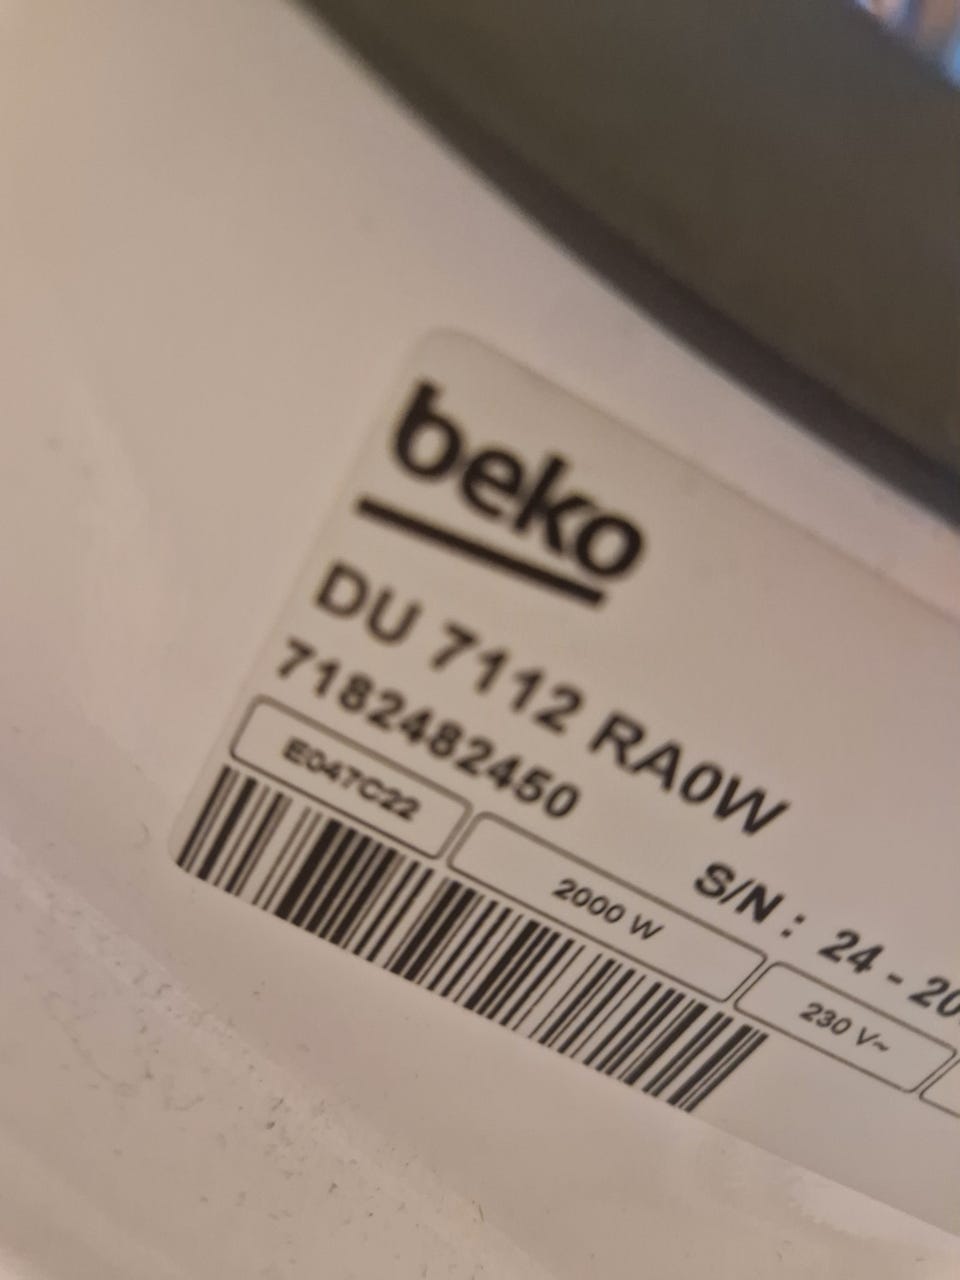 beko
DU 7112 RA0W
7182482450
S/N : 24 - 20
E047C22
2000 W
230 V~